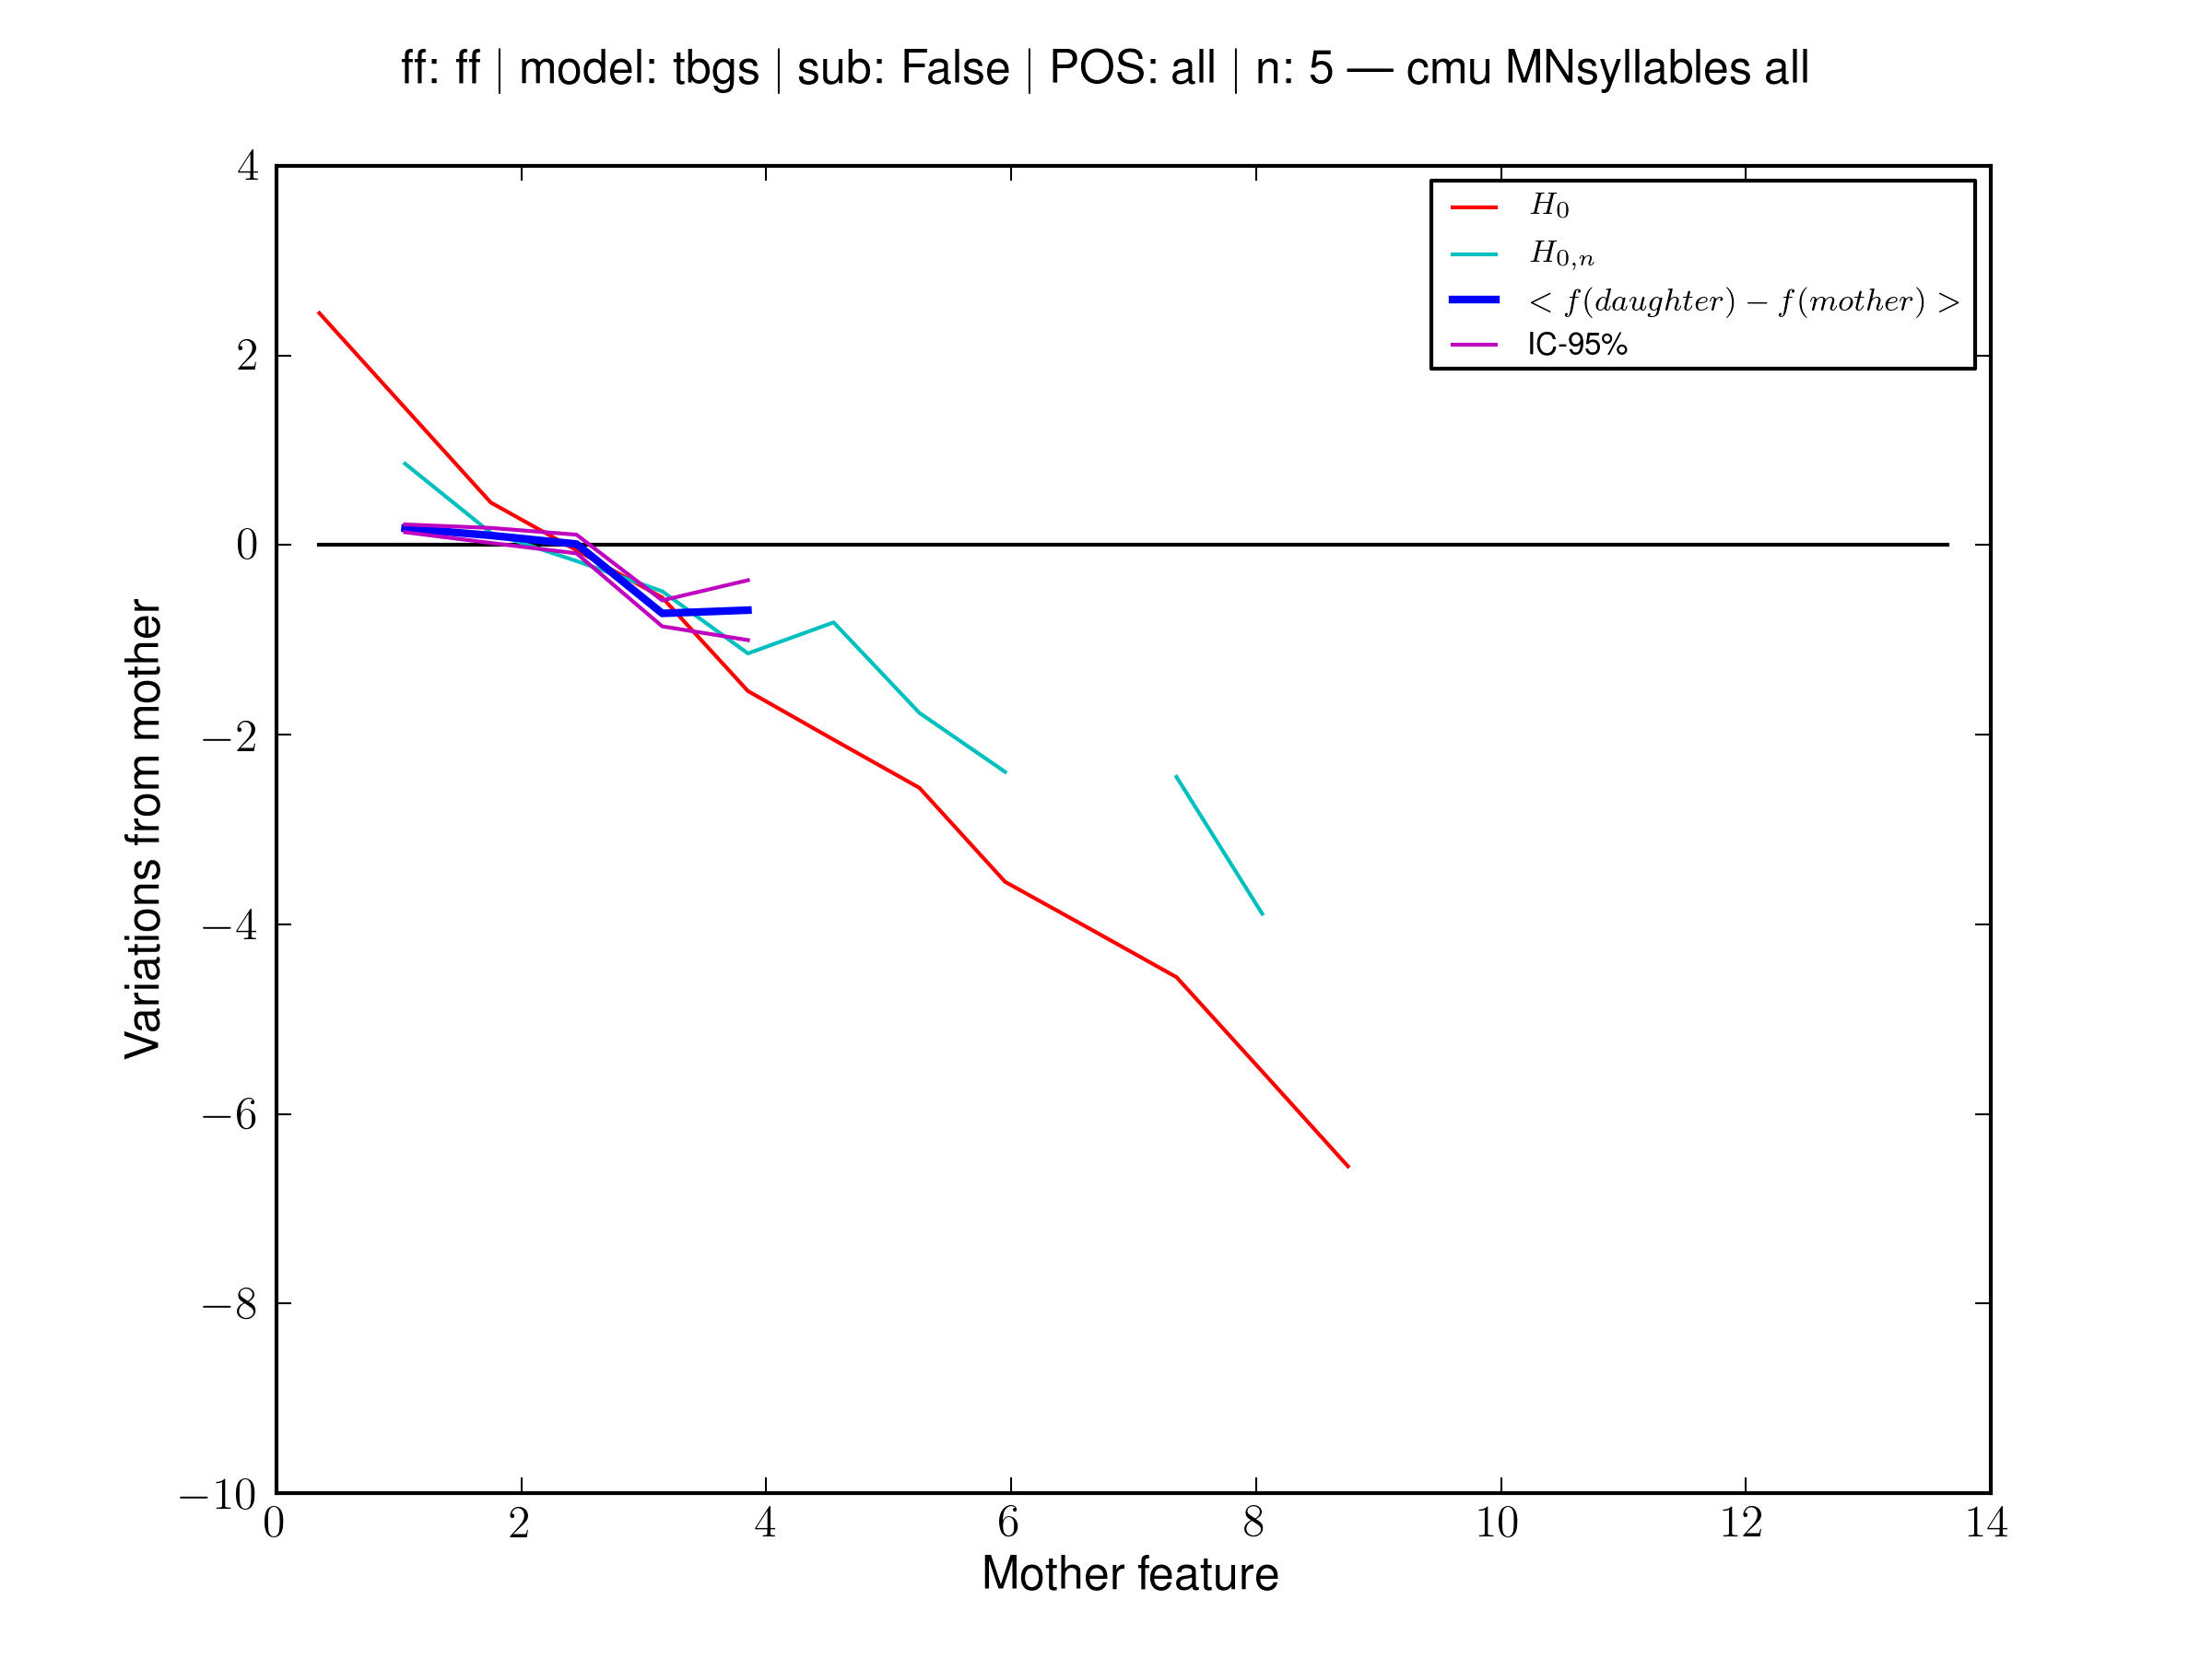 ff: ff | model: tbgs | sub: False | POS: all | n: 5 — cmu MNsyllables all
4
2
0
−2
−4
−6
−8
−10
Variations from mother
H0
H0,n
< f(daughter) − f(mother) >
IC-95%
0 2 4 6 8 10 12 14
Mother feature